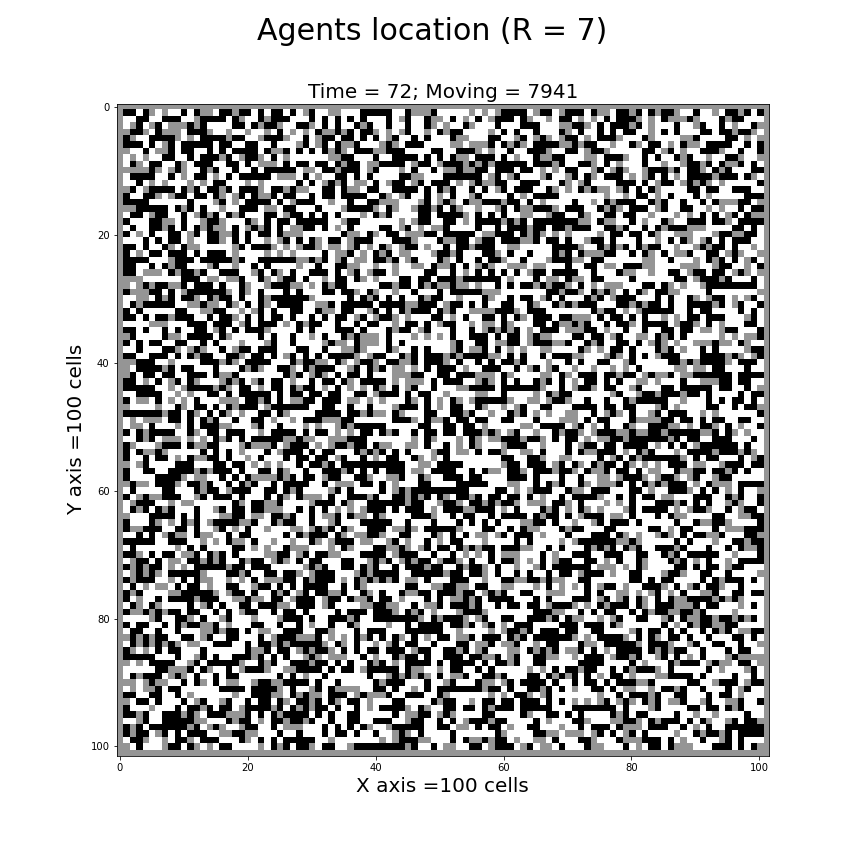 Agents location (R = 7)
Time = 72; Moving = 7941
0
20
40
60
80
100
Y axis =100 cells
0 20 40 60 80 100
X axis =100 cells